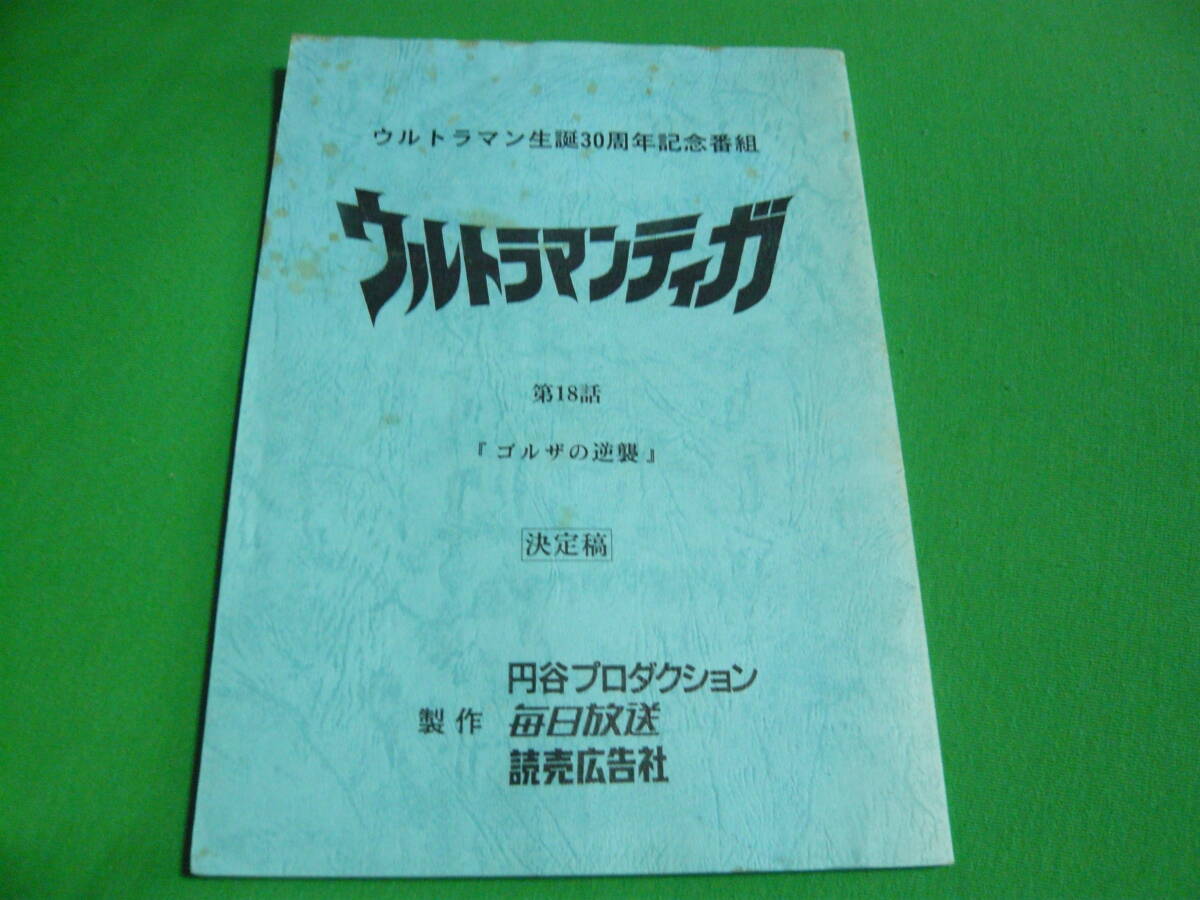 ウルトラマン生誕30周年記念番組
ウルトラマンティガ
第18話
『ゴルザの逆襲』
決定稿
円谷プロダクション
製作 毎日放送
読売広告社